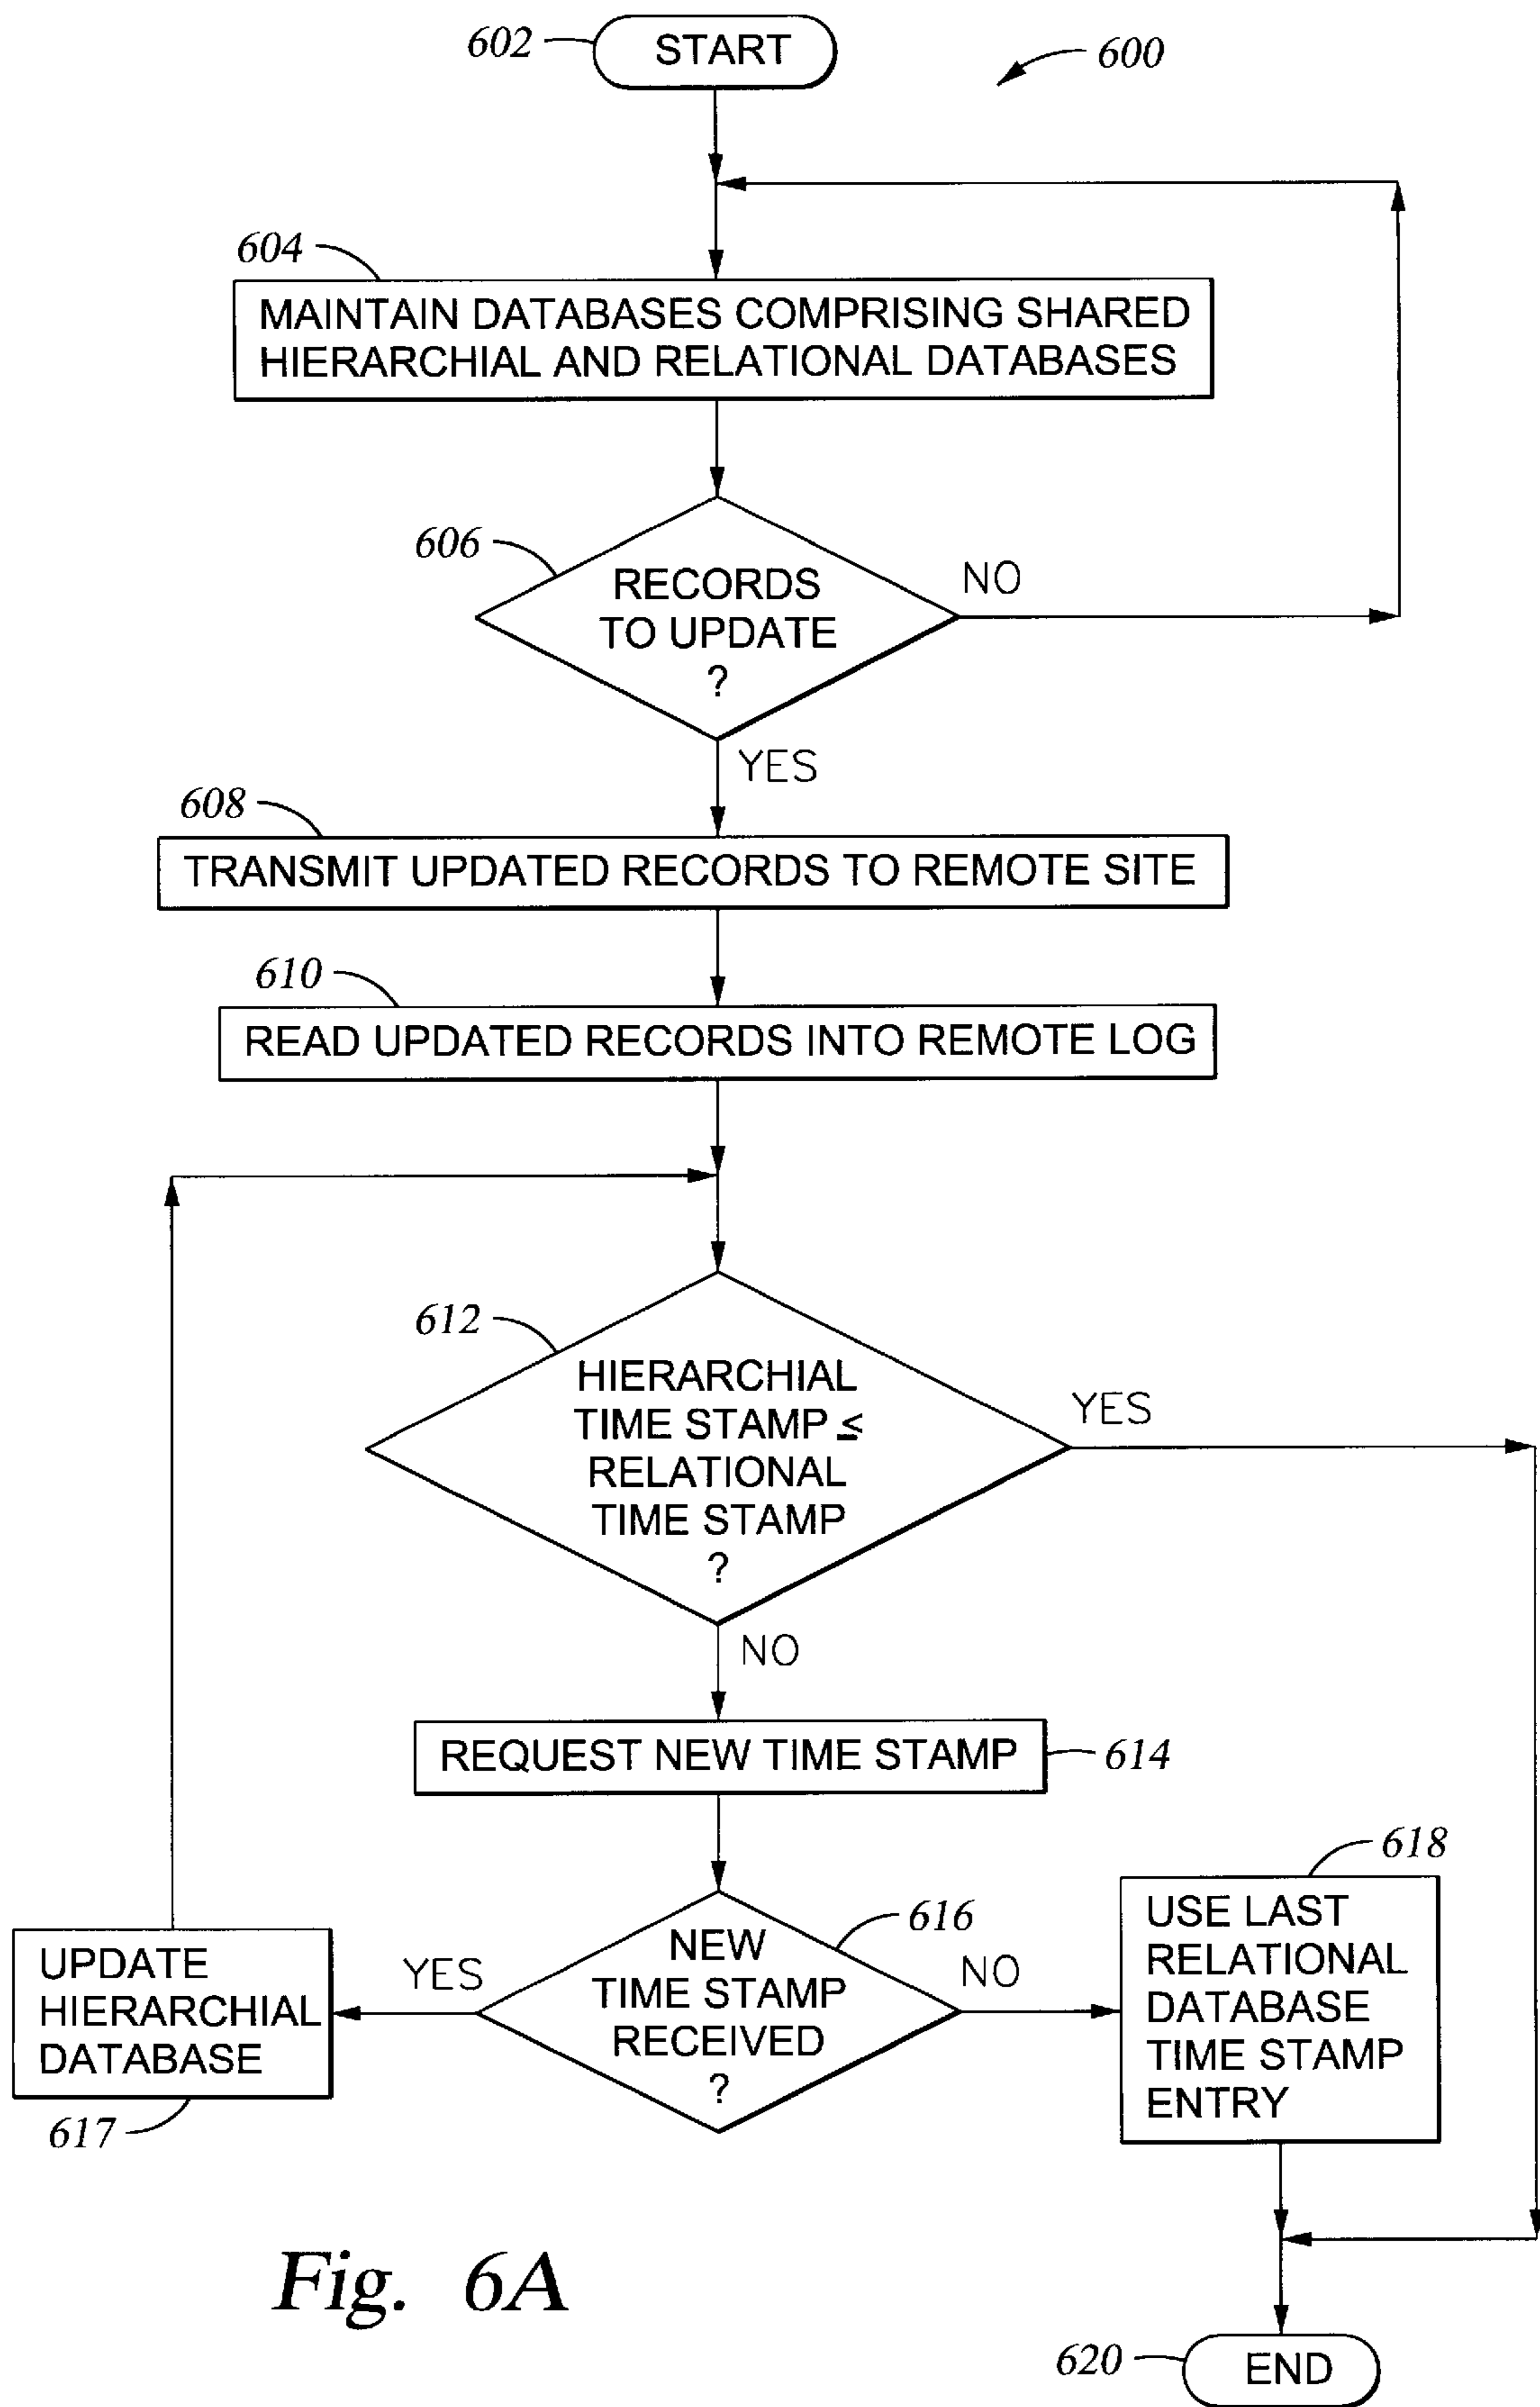 602
START
600
604
MAINTAIN DATABASES COMPRISING SHARED
HIERARCHIAL AND RELATIONAL DATABASES
606
RECORDS
TO UPDATE
?
NO
YES
608
TRANSMIT UPDATED RECORDS TO REMOTE SITE
610
READ UPDATED RECORDS INTO REMOTE LOG
612
HIERARCHIAL
TIME STAMP ≤
RELATIONAL
TIME STAMP
?
YES
NO
REQUEST NEW TIME STAMP
614
616
NEW
TIME STAMP
RECEIVED
?
YES
NO
UPDATE
HIERARCHIAL
DATABASE
617
618
USE LAST
RELATIONAL
DATABASE
TIME STAMP
ENTRY
Fig. 6A
620
END